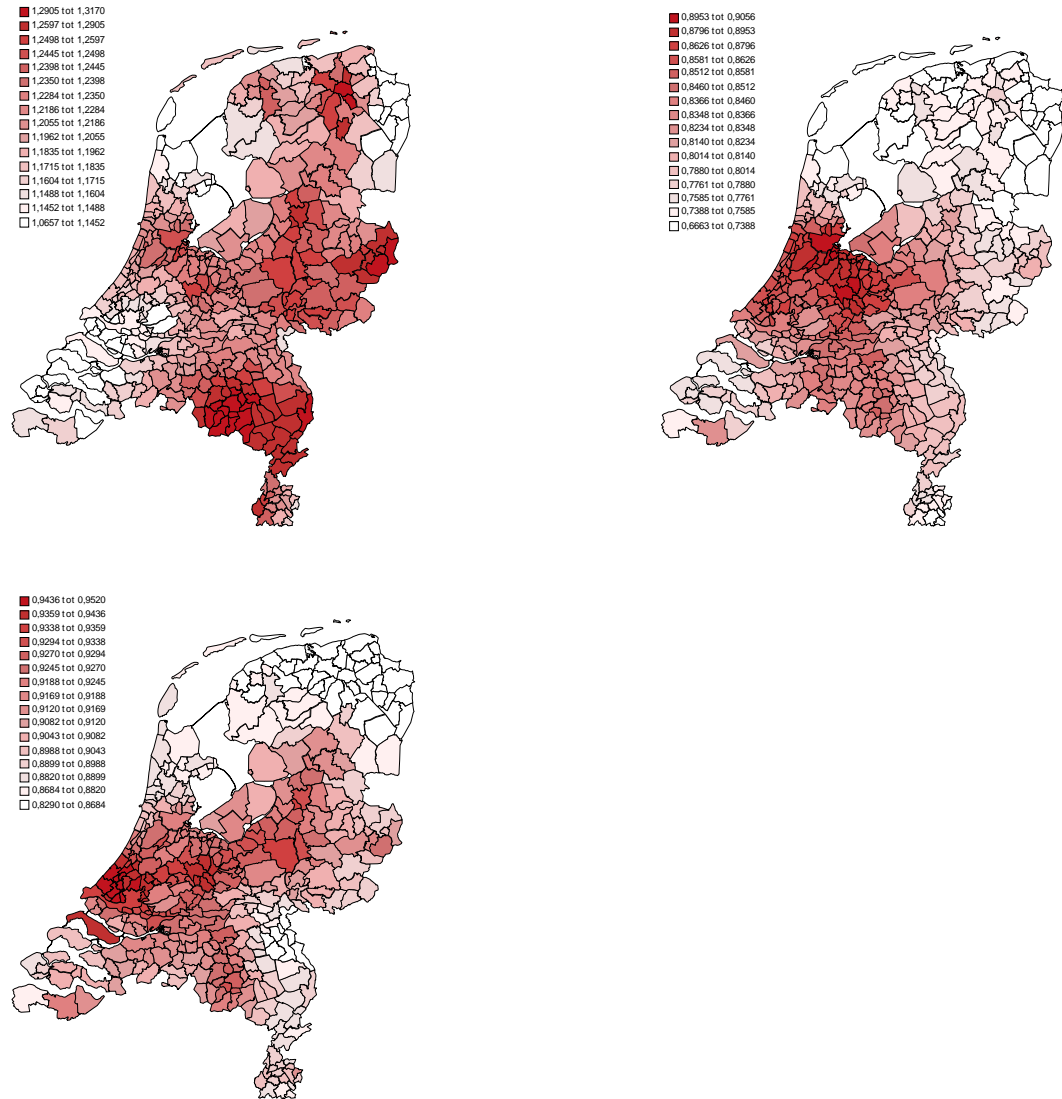 1,2905 tot 1,3170
1,2597 tot 1,2905
1,2498 tot 1,2597
1,2445 tot 1,2498
1,2398 tot 1,2445
1,2350 tot 1,2398
1,2284 tot 1,2350
1,2186 tot 1,2284
1,2055 tot 1,2186
1,1962 tot 1,2055
1,1835 tot 1,1962
1,1715 tot 1,1835
1,1604 tot 1,1715
1,1488 tot 1,1604
1,1452 tot 1,1488
1,0657 tot 1,1452
0,8953 tot 0,9056
0,8796 tot 0,8953
0,8626 tot 0,8796
0,8581 tot 0,8626
0,8512 tot 0,8581
0,8460 tot 0,8512
0,8366 tot 0,8460
0,8348 tot 0,8366
0,8234 tot 0,8348
0,8140 tot 0,8234
0,8014 tot 0,8140
0,7880 tot 0,8014
0,7761 tot 0,7880
0,7585 tot 0,7761
0,7388 tot 0,7585
0,6663 tot 0,7388
0,9436 tot 0,9520
0,9359 tot 0,9436
0,9338 tot 0,9359
0,9294 tot 0,9338
0,9270 tot 0,9294
0,9245 tot 0,9270
0,9188 tot 0,9245
0,9169 tot 0,9188
0,9120 tot 0,9169
0,9082 tot 0,9120
0,9043 tot 0,9082
0,8988 tot 0,9043
0,8899 tot 0,8988
0,8820 tot 0,8899
0,8684 tot 0,8820
0,8290 tot 0,8684